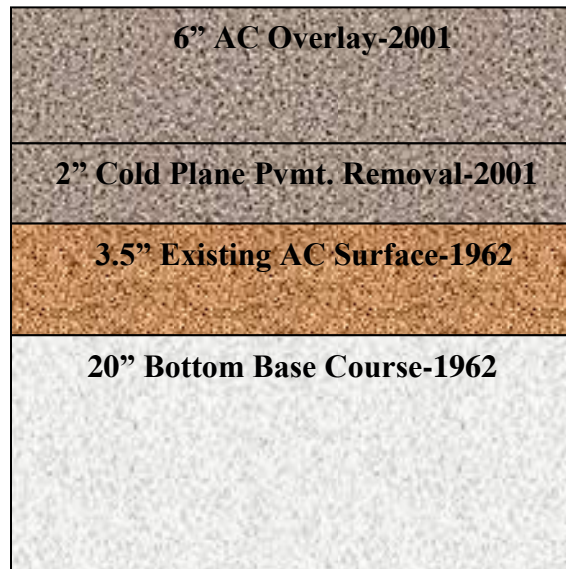 6” AC Overlay-2001
2” Cold Plane Pvmt. Removal-2001
3.5” Existing AC Surface-1962
20” Bottom Base Course-1962